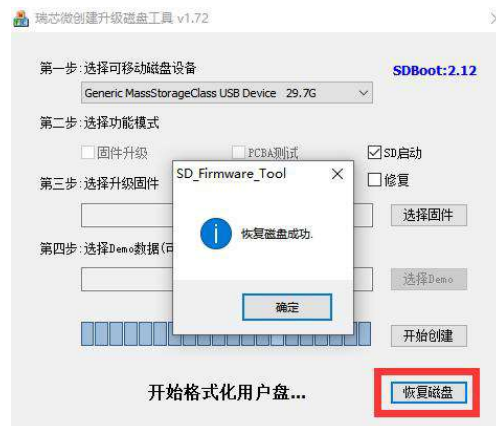 瑞芯微创建升级磁盘工具 v1.72
第一步:选择可移动磁盘设备
SDBoot:2.12
Generic MassStorageClass USB Device 29.7G
第二步:选择功能模式
固件升级
PCBA测试
SD启动
SD_Firmware_Tool
第三步:选择升级固件
修复
恢复磁盘成功.
选择固件
第四步:选择Demo数据(可
选择Demo
确定
开始创建
开始格式化用户盘...
恢复磁盘